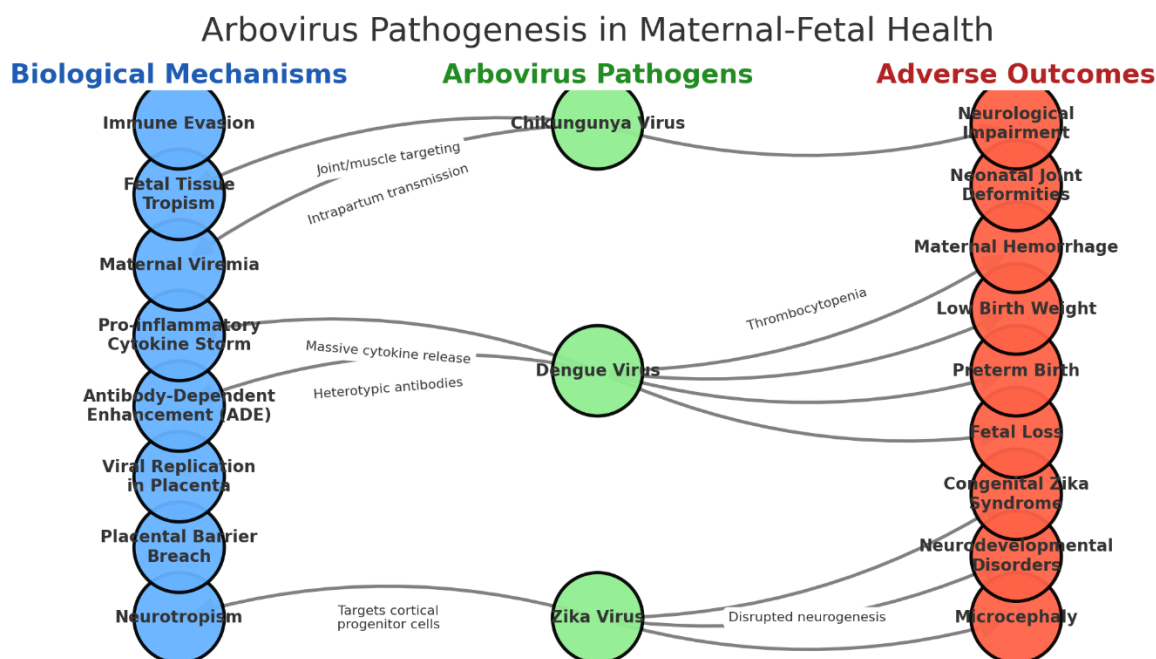 Arbovirus Pathogenesis in Maternal-Fetal Health
Biological Mechanisms
Immune Evasion
Fetal Tissue
Tropism
Maternal Viremia
Pro-inflammatory
Cytokine Storm
Antibody-Dependent
Enhancement (ADE)
Viral Replication
in Placenta
Placental Barrier
Breach
Neurotropism
Joint/muscle targeting
Intrapartum transmission
Massive cytokine release
Heterotypic antibodies
Targets cortical
progenitor cells
Arbovirus Pathogens
Chikungunya Virus
Dengue Virus
Zika Virus
Thrombocytopenia
Disrupted neurogenesis
Adverse Outcomes
Neurological
Impairment
Neonatal Joint
Deformities
Maternal Hemorrhage
Low Birth Weight
Preterm Birth
Fetal Loss
Congenital Zika
Syndrome
Neurodevelopmental
Disorders
Microcephaly